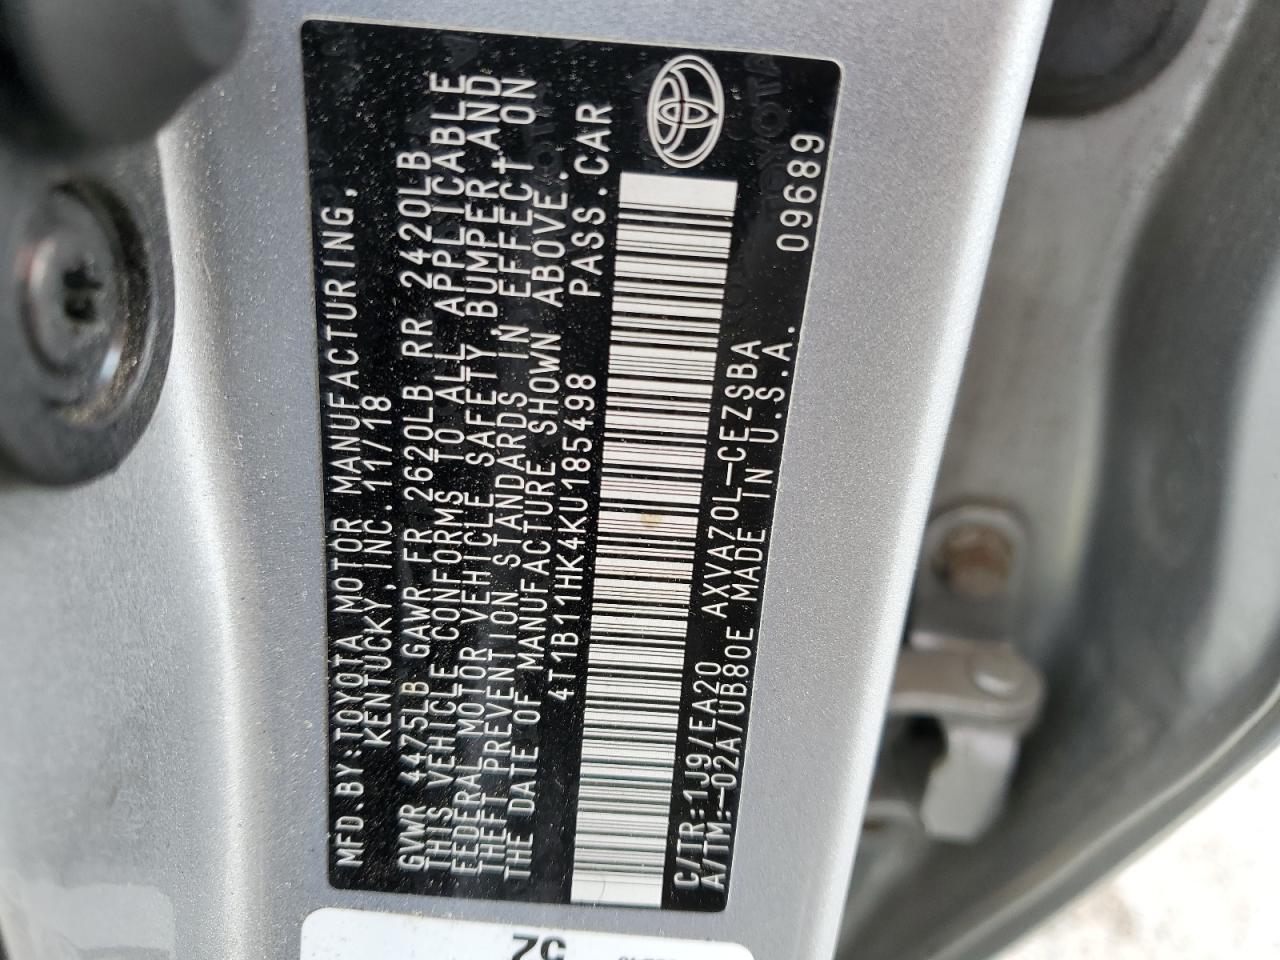 MFD.BY:TOYOTA MOTOR MANUFACTURING,
KENTUCKY,INC.11/18
GVWR 4475LB GAWR FR 2620LB RR 2420LB
THIS VEHICLE CONFORMS TO ALL APPLICABLE
FEDERAL MOTOR VEHICLE SAFETY,BUMPER,AND
THEFT PREVENTION STANDARDS IN EFFECT ON
THE DATE OF MANUFACTURE SHOWN ABOVE.
4T1B11HK4KU185498 PASS.CAR
C/TR:1J9/EA20 AXVA70L-CEZSBA
A/TM:-02A/UB80E MADE IN U.S.A.
09689
52